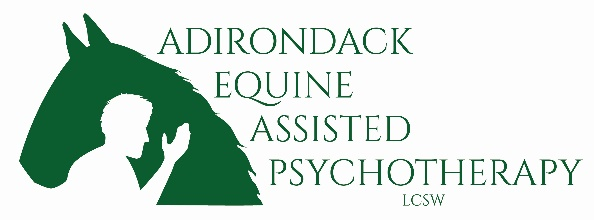 ADIRONDACK
EQUINE
ASSISTED
PSYCHOTHERAPY
LCSW